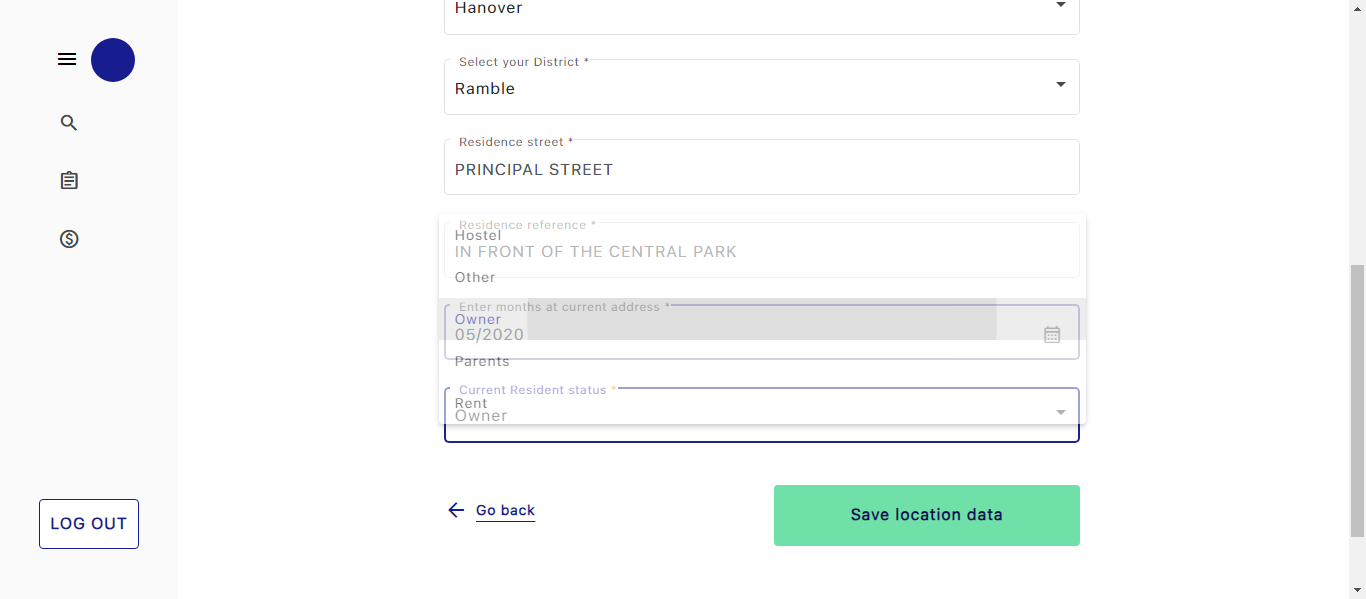 Hanover
Select your District *
Ramble
Residence street *
PRINCIPAL STREET
Residence reference *
Hostel
IN FRONT OF THE CENTRAL PARK
Other
Enter months at current address *
Owner
05/2020
Parents
Current Resident status *
Rent
Owner
Go back
Save location data
LOG OUT